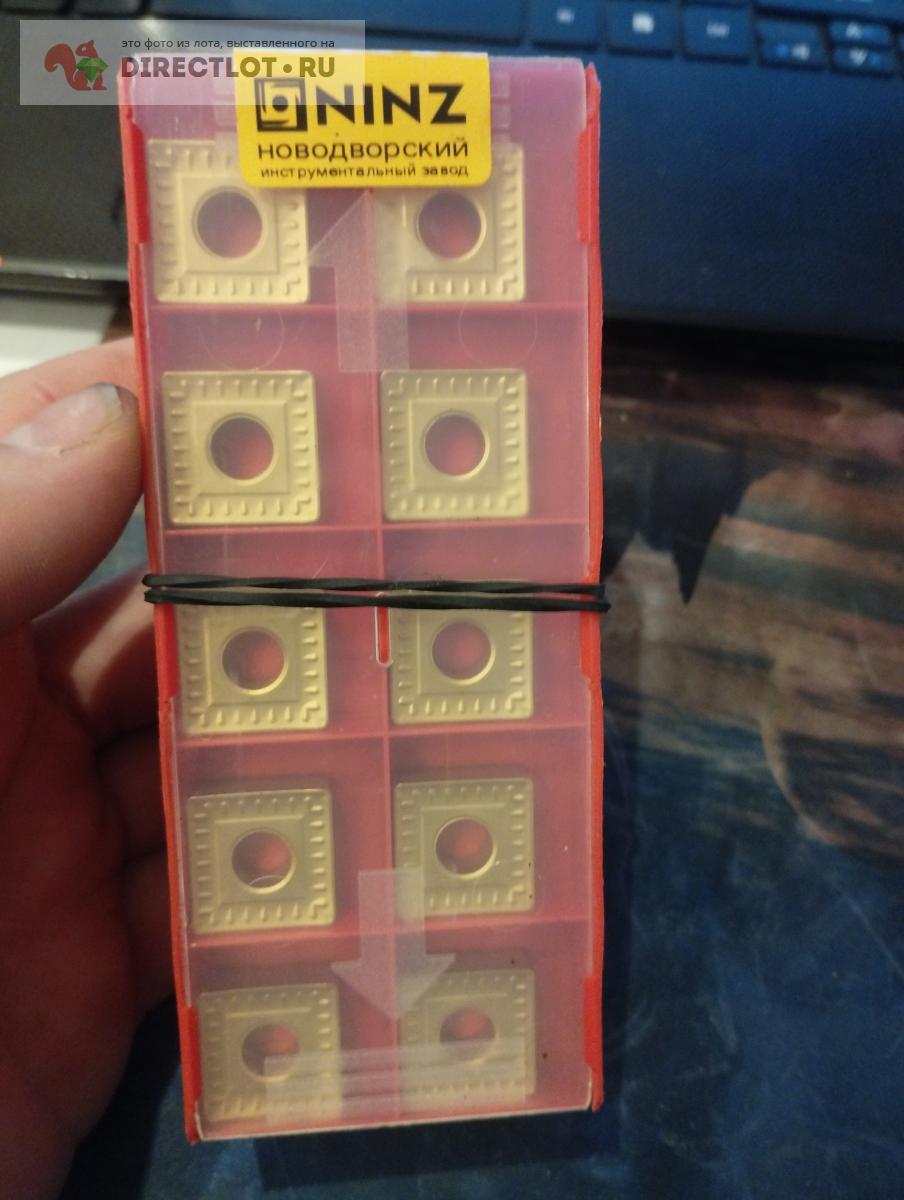 это фото из лота, выставленного на
DIRECTLOT•RU
NINZ
НОВОДВОРСКИЙ
инструментальный завод